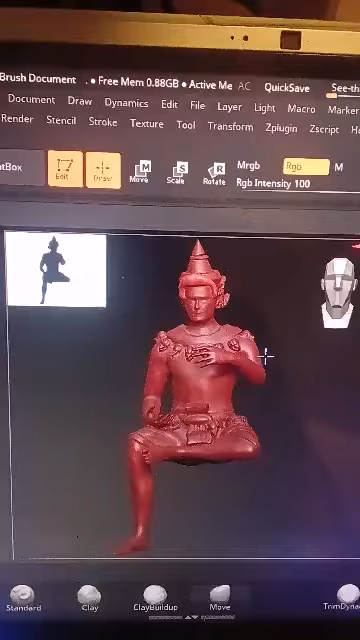 Brush Document . • Free Mem 0.88GB • Active Me AC QuickSave See-th
Document Draw Dynamics Edit File Layer Light Macro Marker
Render Stencil Stroke Texture Tool Transform Zplugin Zscript
htBox Edit Draw Move Scale Rotate Mrgb Rgb M
Rgb Intensity 100
Standard Clay ClayBuildup Move TrimDyna